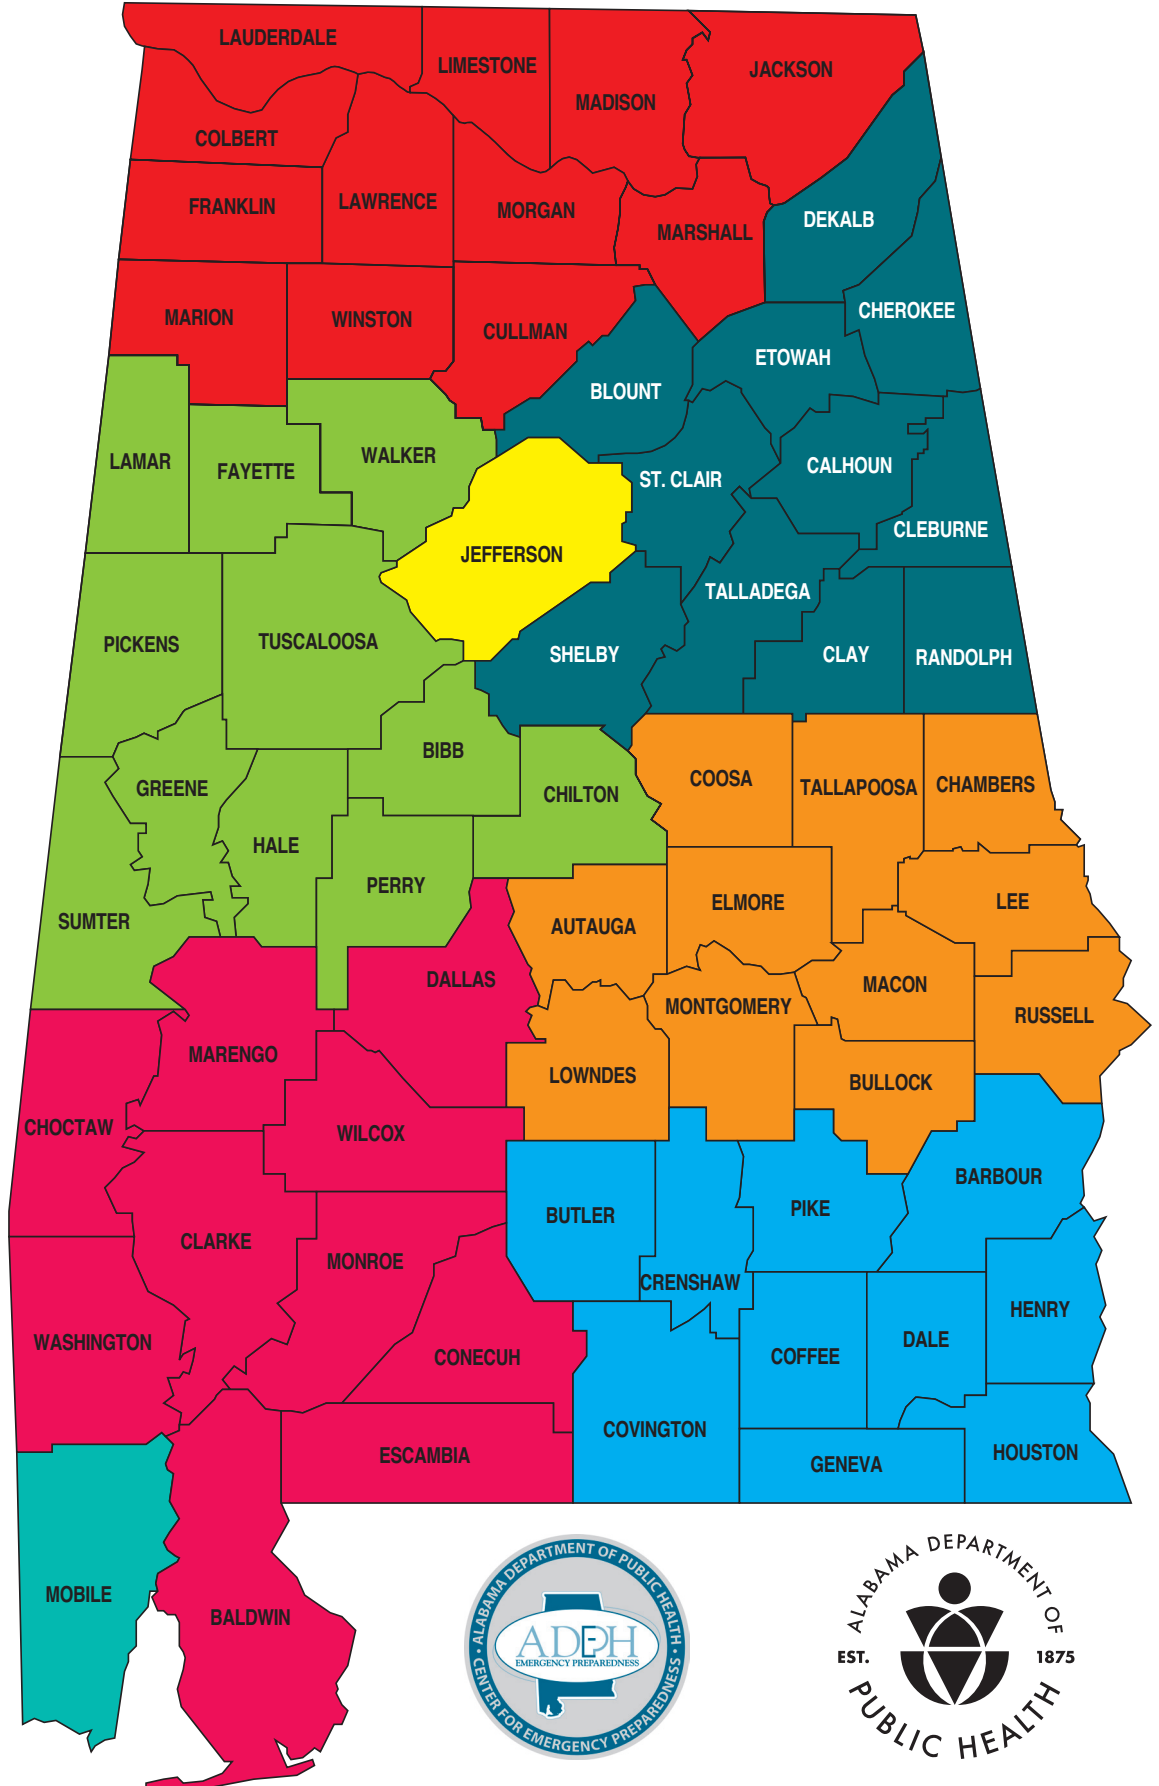 LAUDERDALE
LIMESTONE
MADISON
JACKSON
COLBERT
FRANKLIN
LAWRENCE
MORGAN
MARSHALL
DEKALB
CHEROKEE
MARION
WINSTON
CULLMAN
ETOWAH
BLOUNT
LAMAR
FAYETTE
WALKER
ST. CLAIR
CALHOUN
CLEBURNE
JEFFERSON
TALLADEGA
PICKENS
TUSCALOOSA
SHELBY
CLAY
RANDOLPH
BIBB
GREENE
CHILTON
COOSA
TALLAPOOSA
CHAMBERS
HALE
PERRY
SUMTER
AUTAUGA
ELMORE
LEE
DALLAS
MONTGOMERY
MACON
RUSSELL
MARENGO
LOWNDES
BULLOCK
CHOCTAW
WILCOX
BARBOUR
CLARKE
BUTLER
PIKE
MONROE
CRENSHAW
HENRY
WASHINGTON
CONECUH
COFFEE
DALE
COVINGTON
ESCAMBIA
GENEVA
HOUSTON
MOBILE
BALDWIN
ALABAMA DEPARTMENT OF PUBLIC HEALTH
ADPH
EMERGENCY PREPAREDNESS
• CENTER FOR EMERGENCY PREPAREDNESS •
ALABAMA DEPARTMENT OF
EST. 1875
PUBLIC HEALTH